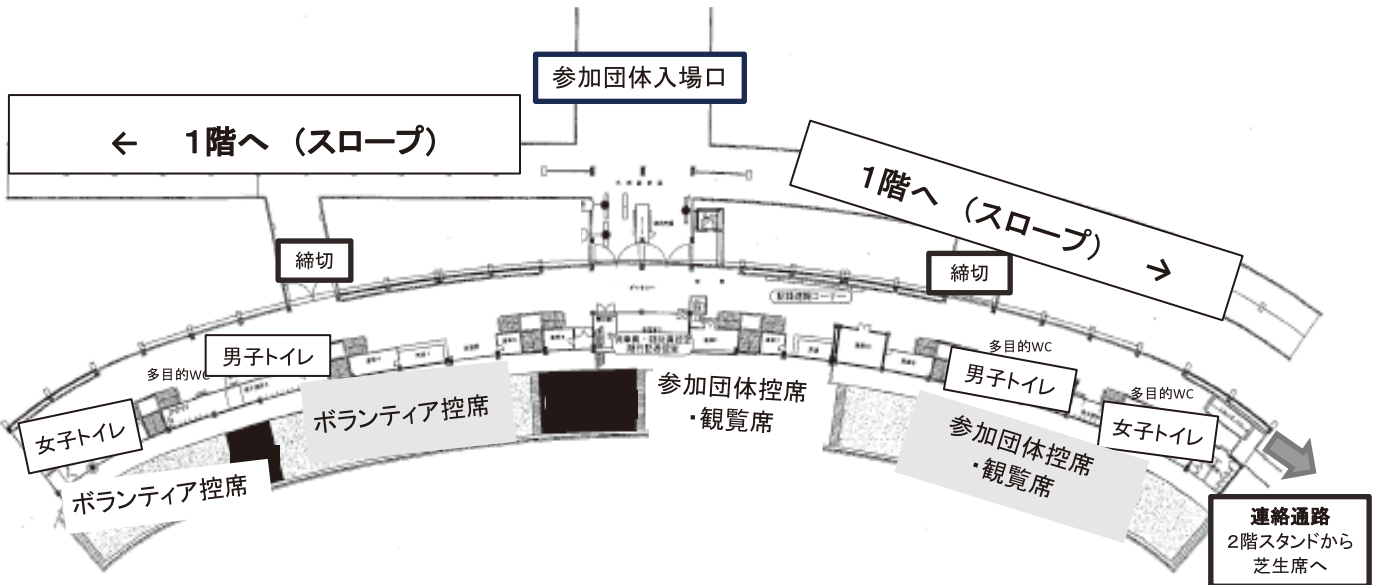 参加団体入場口
← 1階へ (スロープ)
1階へ (スロープ) →
締切
締切
男子トイレ
多目的WC
女子トイレ
ボランティア控席
ボランティア控席
参加団体控席
・観覧席
多目的WC
男子トイレ
多目的WC
女子トイレ
参加団体控席
・観覧席
連絡通路
2階スタンドから
芝生席へ